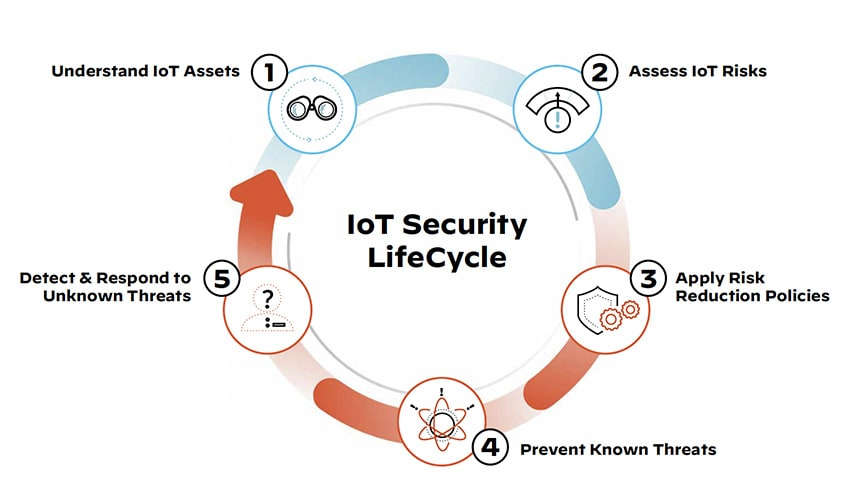 IoT Security
LifeCycle
1
Understand IoT Assets
2
Assess IoT Risks
3
Apply Risk
Reduction Policies
4
Prevent Known Threats
5
Detect & Respond to
Unknown Threats
!
?
!